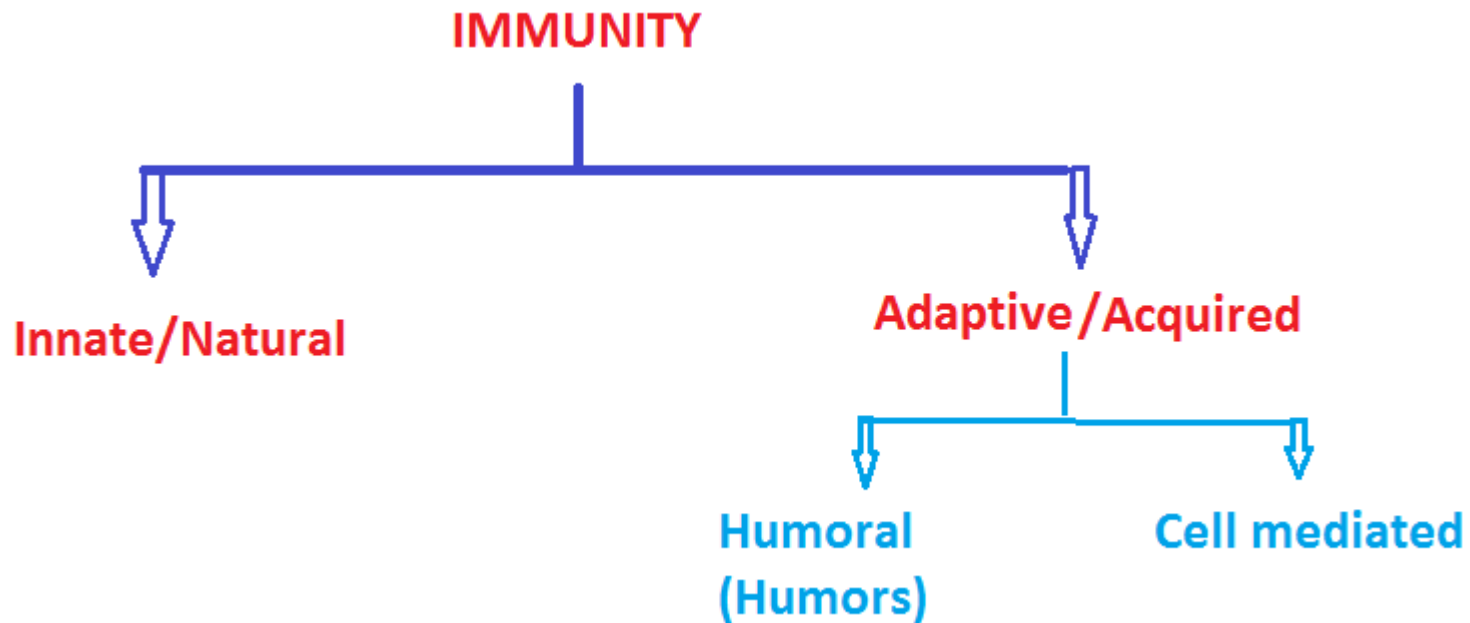 IMMUNITY
Innate/Natural
Adaptive/Acquired
Humoral
(Humors)
Cell mediated